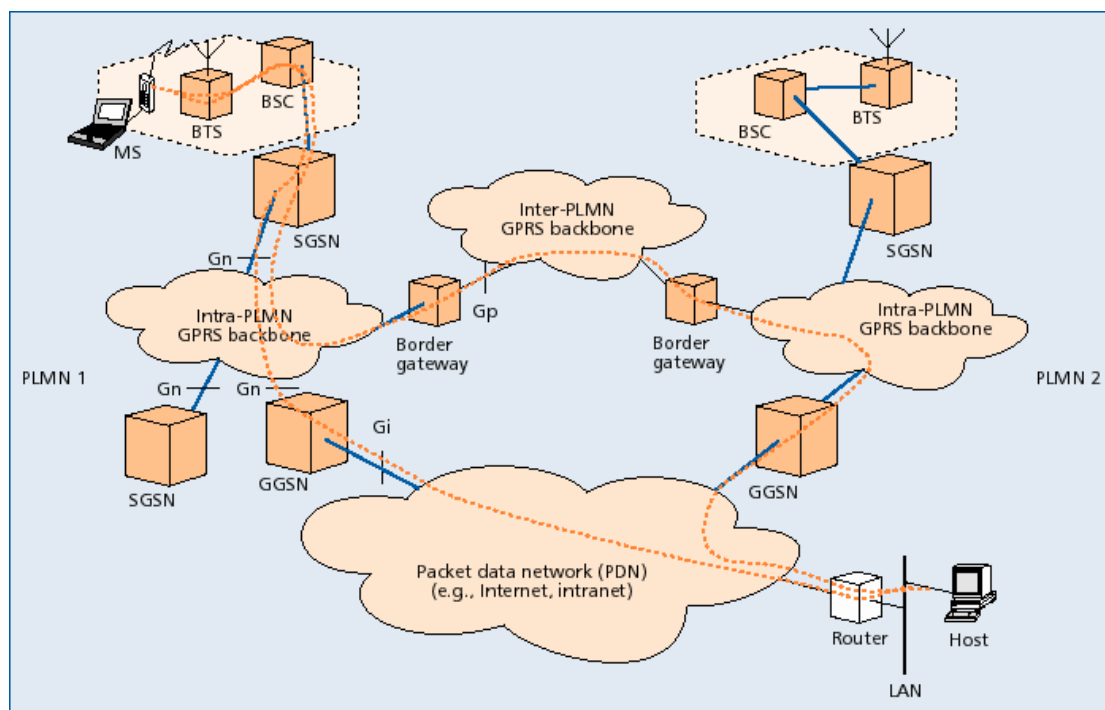 BSC
BTS
MS
BSC
BTS
SGSN
Inter-PLMN
GPRS backbone
SGSN
Gn
Gp
Intra-PLMN
GPRS backbone
Intra-PLMN
GPRS backbone
Border
gateway
Border
gateway
PLMN 1
Gn
Gn
PLMN 2
Gi
SGSN
GGSN
GGSN
Packet data network (PDN)
(e.g., Internet, intranet)
Router
Host
LAN